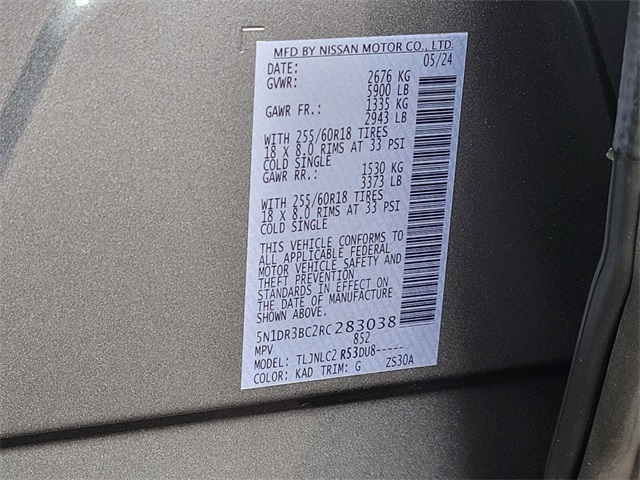 MFD BY NISSAN MOTOR CO., LTD.
DATE: 05/24
GVWR: 2676 KG
5900 LB
GAWR FR.: 1335 KG
2943 LB
WITH 255/60R18 TIRES
18 X 8.0 RIMS AT 33 PSI
COLD SINGLE
GAWR RR.: 1530 KG
3373 LB
WITH 255/60R18 TIRES
18 X 8.0 RIMS AT 33 PSI
COLD SINGLE
THIS VEHICLE CONFORMS TO
ALL APPLICABLE FEDERAL
MOTOR VEHICLE SAFETY AND
THEFT PREVENTION
STANDARDS IN EFFECT ON
THE DATE OF MANUFACTURE
SHOWN ABOVE.
5N1DR3BC2RC283038
MPV 852
MODEL: TLJNLC2 R53DU8-----
COLOR: KAD TRIM: G ZS30A